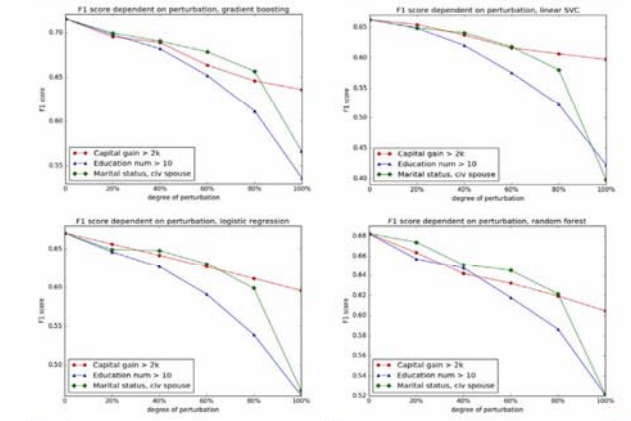 F1 score dependent on perturbation, gradient boosting
0.70
0.65
0.55
F1 score
Capital gain > 2k
Education num > 10
Marital status, civ spouse
0
20%
40%
60%
80%
100%
degree of perturbation
F1 score dependent on perturbation, linear SVC
0.65
0.60
0.55
0.50
0.45
0.40
F1 score
Capital gain > 2k
Education num > 10
Marital status, civ spouse
0
20%
40%
60%
80%
100%
degree of perturbation
F1 score dependent on perturbation, logistic regression
0.65
0.60
0.55
0.50
F1 score
Capital gain > 2k
Education num > 10
Marital status, civ spouse
0
20%
40%
60%
80%
100%
degree of perturbation
F1 score dependent on perturbation, random forest
0.68
0.66
0.64
0.62
0.60
0.58
0.56
0.54
0.52
F1 score
Capital gain > 2k
Education num > 10
Marital status, civ spouse
0
20%
40%
60%
80%
100%
degree of perturbation